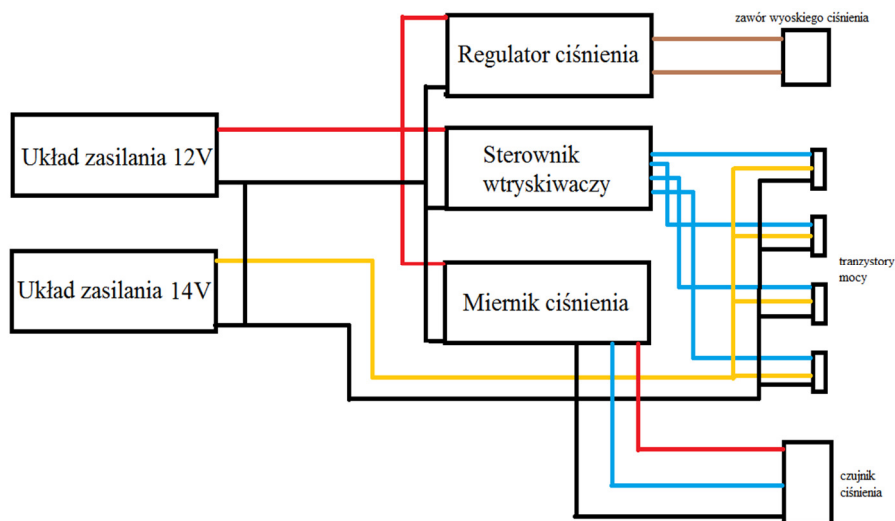 zawór wyoskiego ciśnienia
Regulator ciśnienia
Układ zasilania 12V
Sterownik
wtryskiwaczy
Układ zasilania 14V
tranzystory
mocy
Miernik ciśnienia
czujnik
ciśnienia